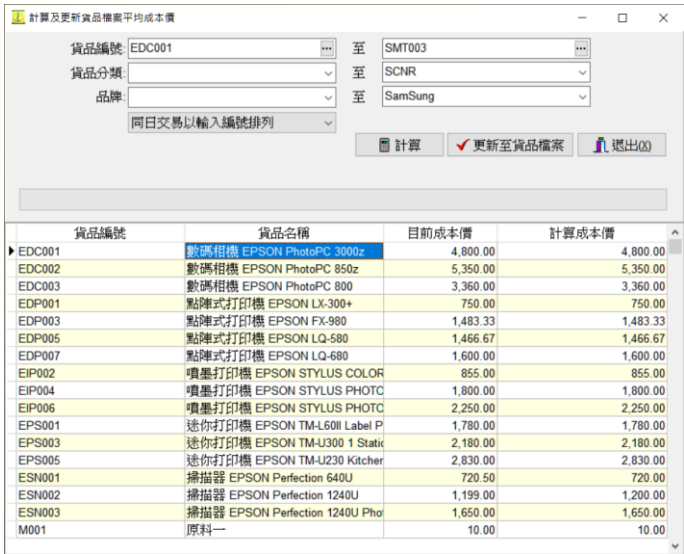 計算及更新貨品檔案平均成本價
貨品編號: EDC001 ... 至 SMT003 ...
貨品分類: 至 SCNR
品牌: 至 SamSung
同日交易以輸入編號排列
計算 更新至貨品檔案 退出(X)
貨品編號 貨品名稱 目前成本價 計算成本價
EDC001 數碼相機 EPSON PhotoPC 3000z 4,800.00 4,800.00
EDC002 數碼相機 EPSON PhotoPC 850z 5,350.00 5,350.00
EDC003 數碼相機 EPSON PhotoPC 800 3,360.00 3,360.00
EDP001 點陣式打印機 EPSON LX-300+ 750.00 750.00
EDP003 點陣式打印機 EPSON FX-980 1,483.33 1,483.33
EDP005 點陣式打印機 EPSON LQ-580 1,466.67 1,466.67
EDP007 點陣式打印機 EPSON LQ-680 1,600.00 1,600.00
EIP002 噴墨打印機 EPSON STYLUS COLOR 855.00 855.00
EIP004 噴墨打印機 EPSON STYLUS PHOTO 1,800.00 1,800.00
EIP006 噴墨打印機 EPSON STYLUS PHOTO 2,250.00 2,250.00
EPS001 迷你打印機 EPSON TM-L60II Label P 1,780.00 1,780.00
EPS003 迷你打印機 EPSON TM-U300 1 Static 2,180.00 2,180.00
EPS005 迷你打印機 EPSON TM-U230 Kitcher 2,830.00 2,830.00
ESN001 掃描器 EPSON Perfection 640U 720.50 720.00
ESN002 掃描器 EPSON Perfection 1240U 1,199.00 1,200.00
ESN003 掃描器 EPSON Perfection 1240U Pho 1,650.00 1,650.00
M001 原料一 10.00 10.00